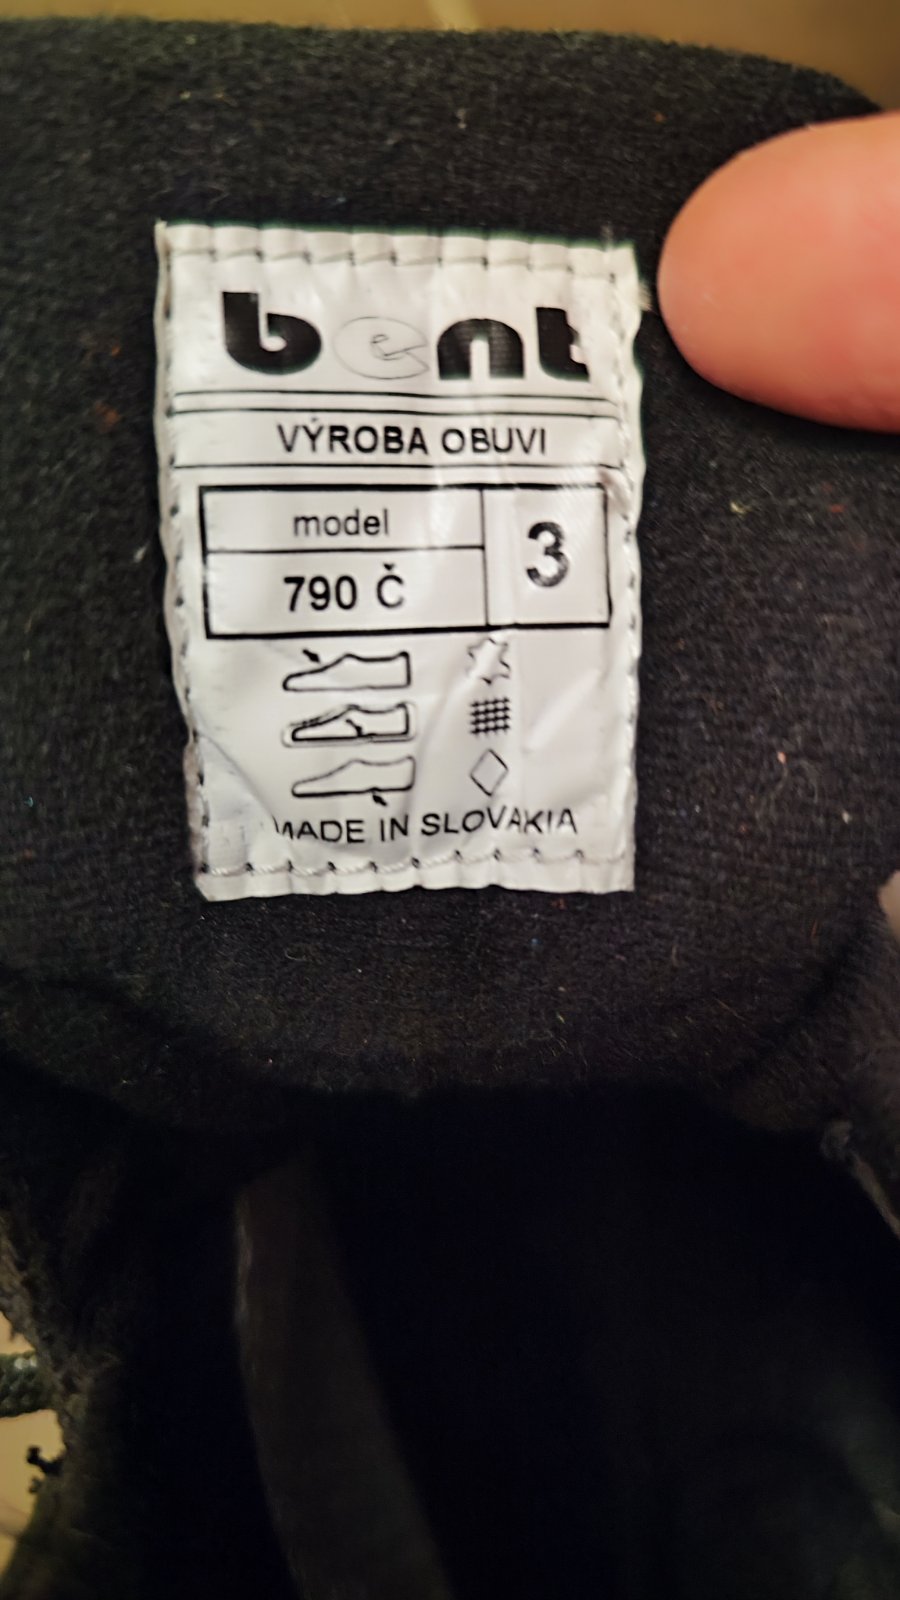 bent
VÝROBA OBUVI
model
790 Č
3
MADE IN SLOVAKIA